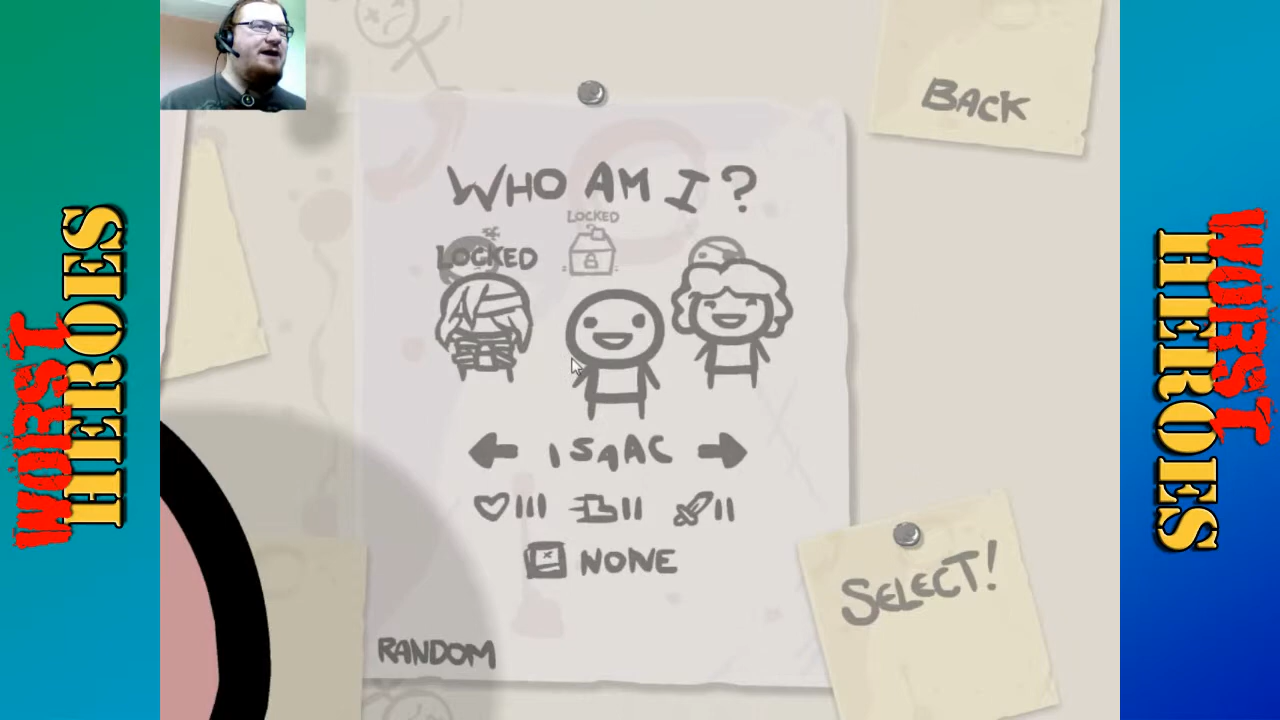 BACK
WHO AM I?
LOCKED
LOCKED
ISAAC
NONE
SELECT!
RANDOM
WORST
HEROES
WORST
HEROES